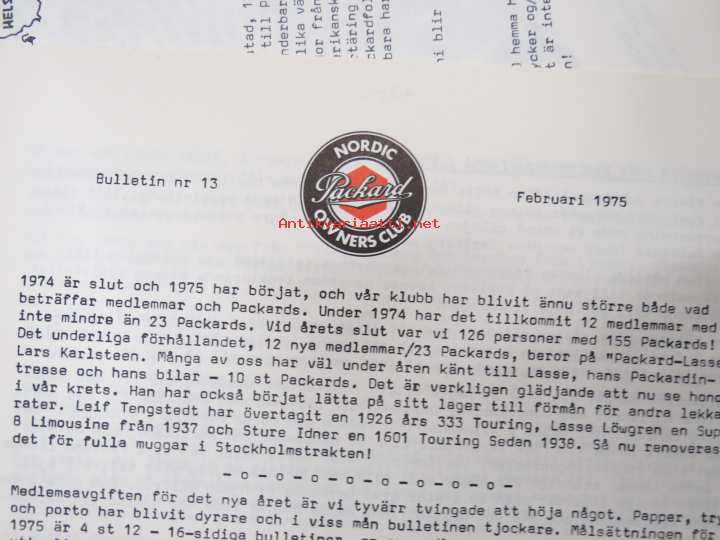 HELS
Bulletin nr 13
NORDIC
Packard
OWNERS CLUB
Antikvariaatti.net
Februari 1975
1974 är slut och 1975 har börjat, och vår klubb har blivit ännu större både vad
beträffar medlemmar och Packards. Under 1974 har det tillkommit 12 medlemmar med
inte mindre än 23 Packards. Vid årets slut var vi 126 personer med 155 Packards!
Det underliga förhållandet, 12 nya medlemmar/23 Packards, beror på "Packard-Lasse
Lars Karlsteen. Många av oss har väl under åren känt till Lasse, hans Packardin-
tresse och hans bilar - 10 st Packards. Det är verkligen glädjande att nu se hono
i vår krets. Han har också börjat lätta på sitt lager till förmån för andra lekka
rater. Leif Tengstedt har övertagit en 1926 års 333 Touring, Lasse Löwgren en Sup
8 Limousine från 1937 och Sture Idner en 1601 Touring Sedan 1938. Så nu renoveras
det för fulla muggar i Stockholmstrakten!
- o - o - o - o - o - o - o - o -
Medlemsavgiften för det nya året är vi tyvärr tvingade att höja något. Papper, try
och porto har blivit dyrare och i viss mån bulletinen tjockare. Målsättningen för
1975 är 4 st 12 - 16-sidiga bulletiner